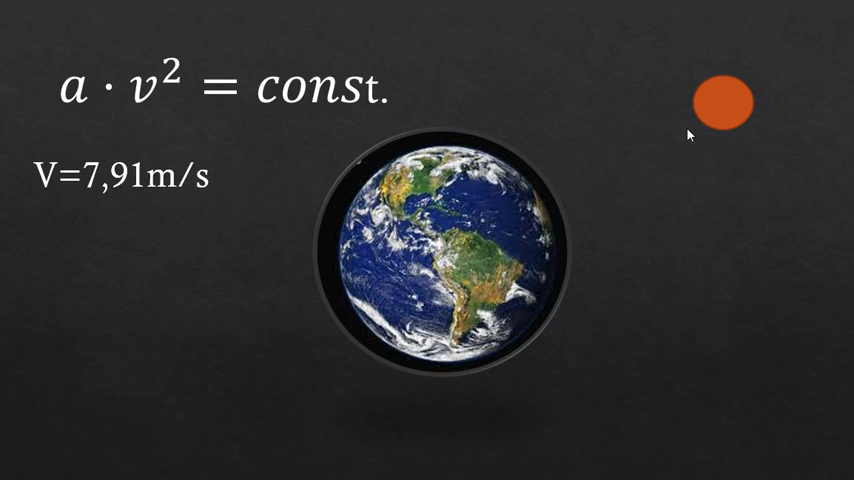 a · v² = const.
V=7,91m/s